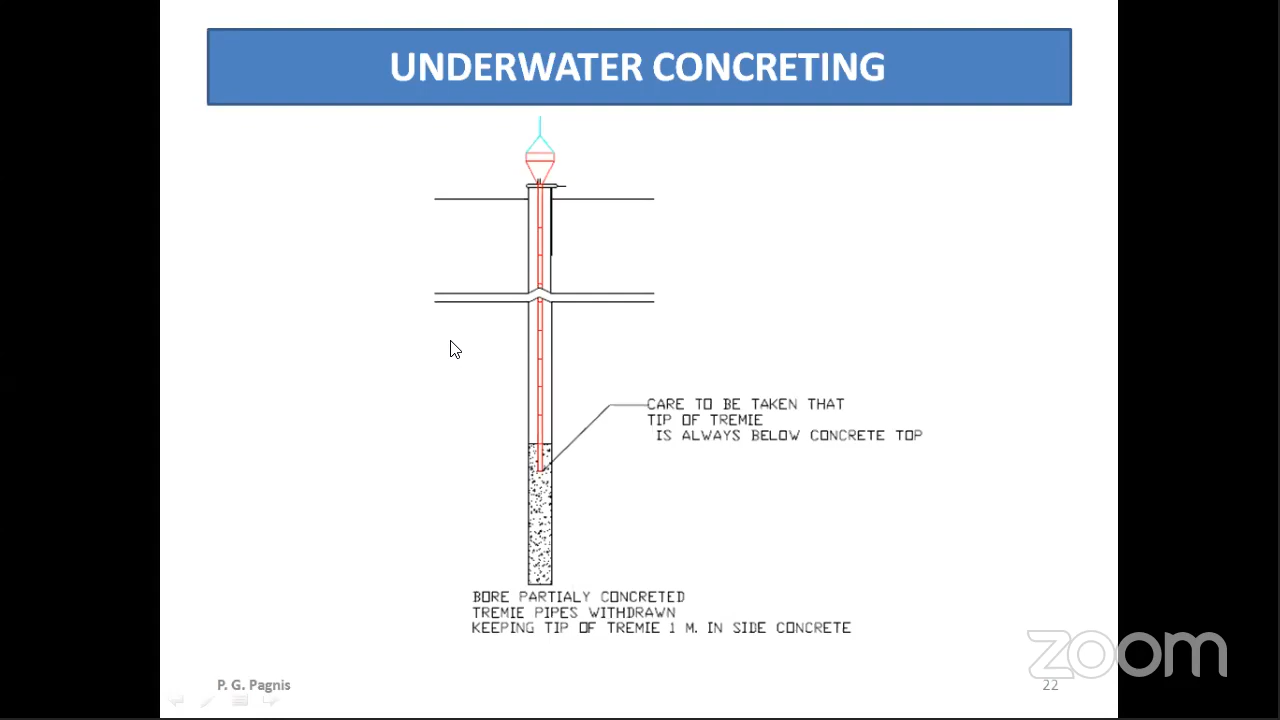 UNDERWATER CONCRETING
CARE TO BE TAKEN THAT
TIP OF TREMIE
IS ALWAYS BELOW CONCRETE TOP
BORE PARTIALY CONCRETED
TREMIE PIPES WITHDRAWN
KEEPING TIP OF TREMIE 1 M. IN SIDE CONCRETE
zoom
P. G. Pagnis
22